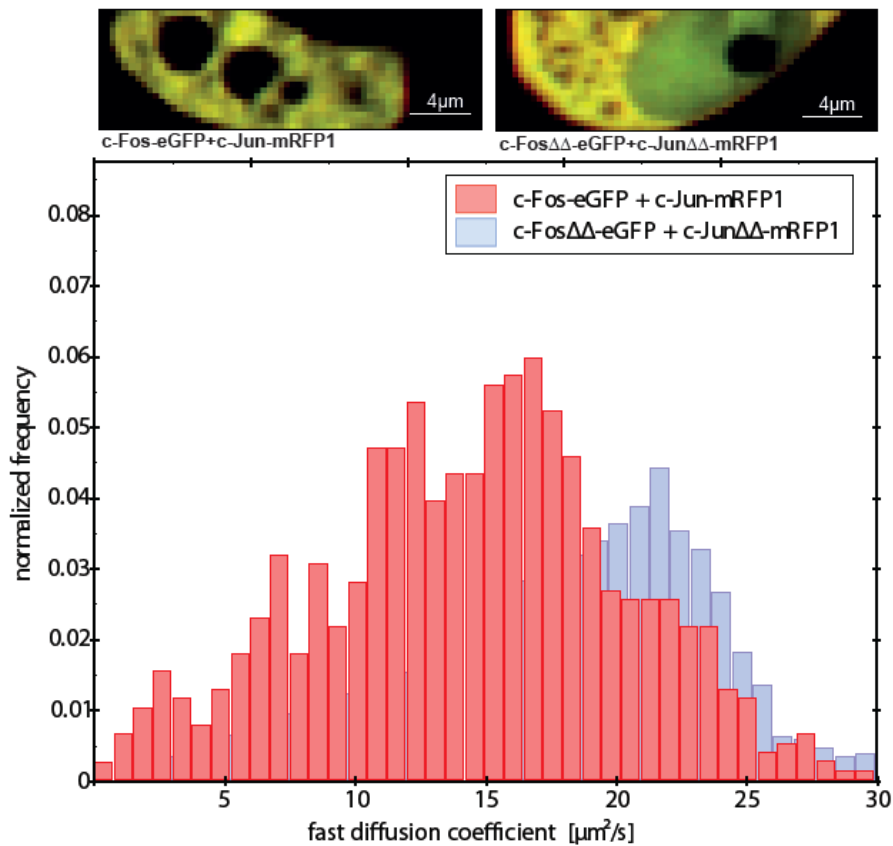 4μm
4μm
c-Fos-eGFP+c-Jun-mRFP1
c-FosΔΔ-eGFP+c-JunΔΔ-mRFP1
c-Fos-eGFP + c-Jun-mRFP1
c-FosΔΔ-eGFP + c-JunΔΔ-mRFP1
0.08
0.07
0.06
0.05
0.04
0.03
0.02
0.01
0
normalized frequency
5
10
15
20
25
30
fast diffusion coefficient [μm²/s]